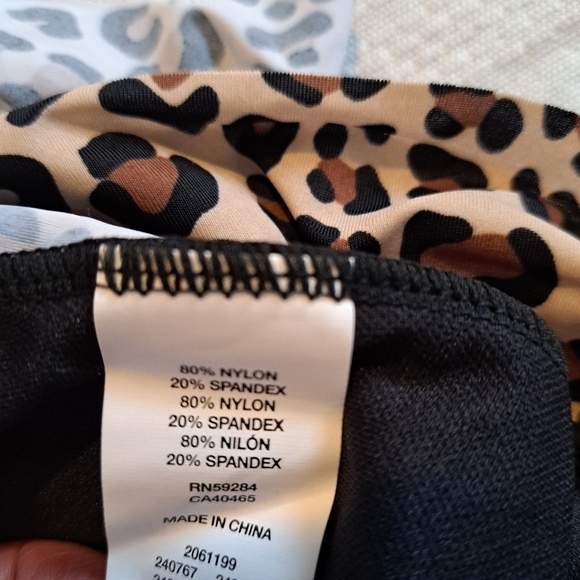 80% NYLON
20% SPANDEX
80% NYLON
20% SPANDEX
80% NILÓN
20% SPANDEX
RN59284
CA40465
MADE IN CHINA
2061199
240767